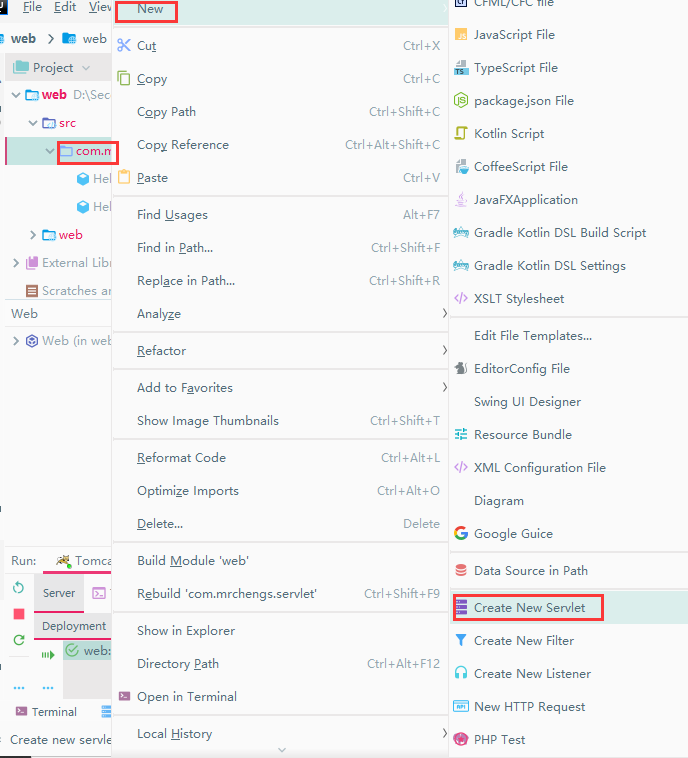 File Edit View
web
web
Project
web D:\Sec
src
com.m
Hel
Hel
web
External Libr
Scratches an
Web
Web (in web
Run: Tomca
Server
Deployment
web:
Terminal
Create new servle
New
Cut Ctrl+X
Copy Ctrl+C
Copy Path Ctrl+Shift+C
Copy Reference Ctrl+Alt+Shift+C
Paste Ctrl+V
Find Usages Alt+F7
Find in Path... Ctrl+Shift+F
Replace in Path... Ctrl+Shift+R
Analyze
Refactor
Add to Favorites
Show Image Thumbnails Ctrl+Shift+T
Reformat Code Ctrl+Alt+L
Optimize Imports Ctrl+Alt+O
Delete... Delete
Build Module 'web'
Rebuild 'com.mrchengs.servlet' Ctrl+Shift+F9
Show in Explorer
Directory Path Ctrl+Alt+F12
Open in Terminal
Local History
CFML/CFC file
JavaScript File
TypeScript File
package.json File
Kotlin Script
CoffeeScript File
JavaFXApplication
Gradle Kotlin DSL Build Script
Gradle Kotlin DSL Settings
XSLT Stylesheet
Edit File Templates...
EditorConfig File
Swing UI Designer
Resource Bundle
XML Configuration File
Diagram
Google Guice
Data Source in Path
Create New Servlet
Create New Filter
Create New Listener
New HTTP Request
PHP Test